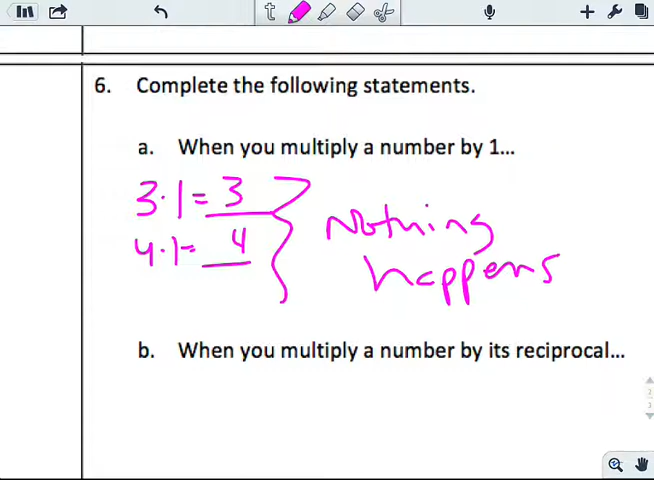 6. Complete the following statements.
a. When you multiply a number by 1...
3·1= 3
4·1= 4
Nothing
happens
b. When you multiply a number by its reciprocal...